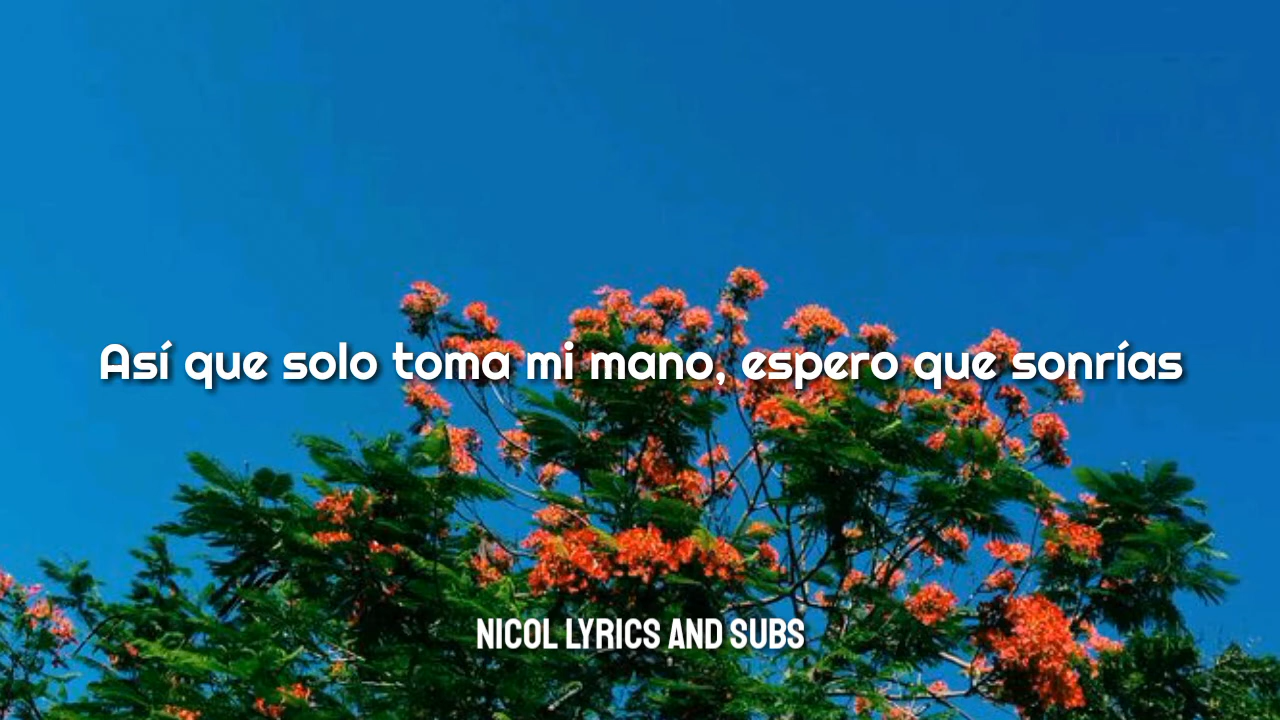 Así que solo toma mi mano, espero que sonrías
NICOL LYRICS AND SUBS